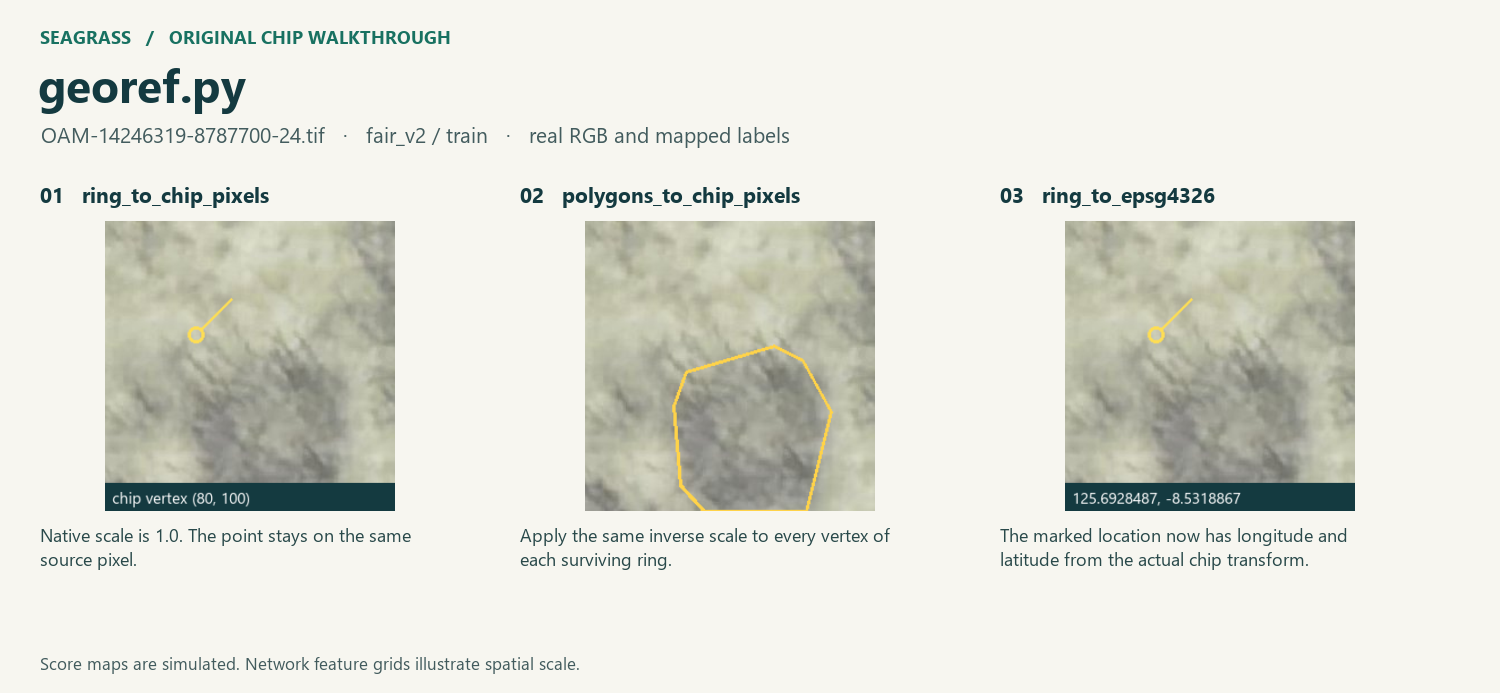 SEAGRASS / ORIGINAL CHIP WALKTHROUGH
georef.py
OAM-14246319-8787700-24.tif · fair_v2 / train · real RGB and mapped labels
01 ring_to_chip_pixels
chip vertex (80, 100)
Native scale is 1.0. The point stays on the same
source pixel.
02 polygons_to_chip_pixels
Apply the same inverse scale to every vertex of
each surviving ring.
03 ring_to_epsg4326
125.6928487, -8.5318867
The marked location now has longitude and
latitude from the actual chip transform.
Score maps are simulated. Network feature grids illustrate spatial scale.